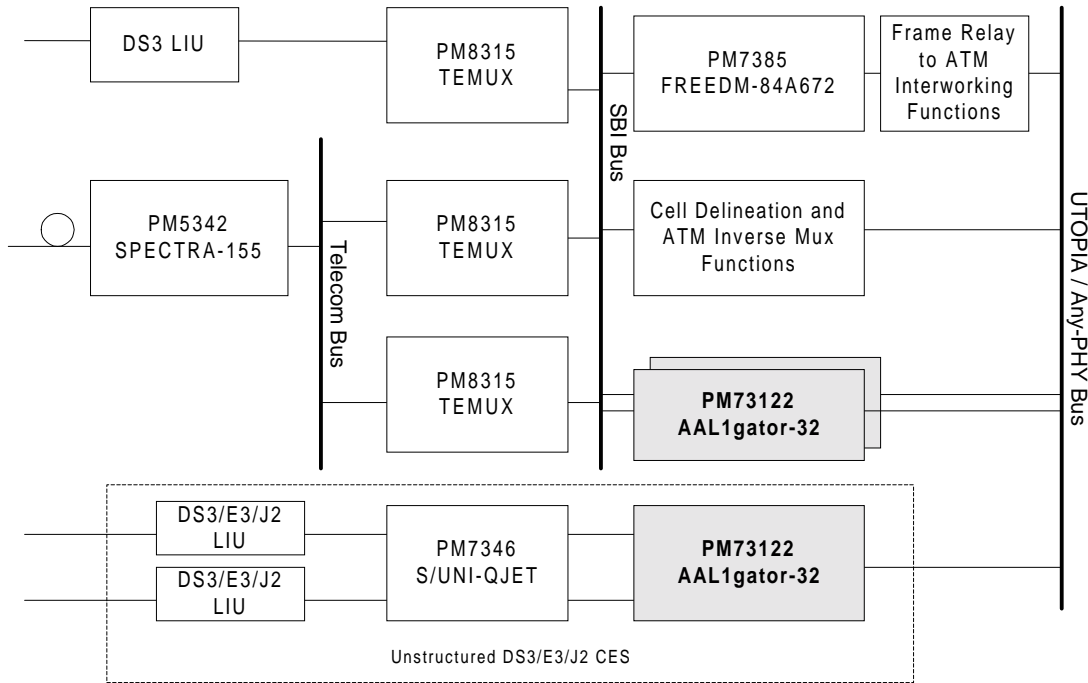 DS3 LIU
PM8315
TEMUX
PM7385
FREEDM-84A672
Frame Relay
to ATM
Interworking
Functions
SBI Bus
PM5342
SPECTRA-155
Telecom Bus
PM8315
TEMUX
Cell Delineation and
ATM Inverse Mux
Functions
UTOPIA / Any-PHY Bus
PM8315
TEMUX
PM73122
AAL1gator-32
DS3/E3/J2
LIU
DS3/E3/J2
LIU
PM7346
S/UNI-QJET
PM73122
AAL1gator-32
Unstructured DS3/E3/J2 CES